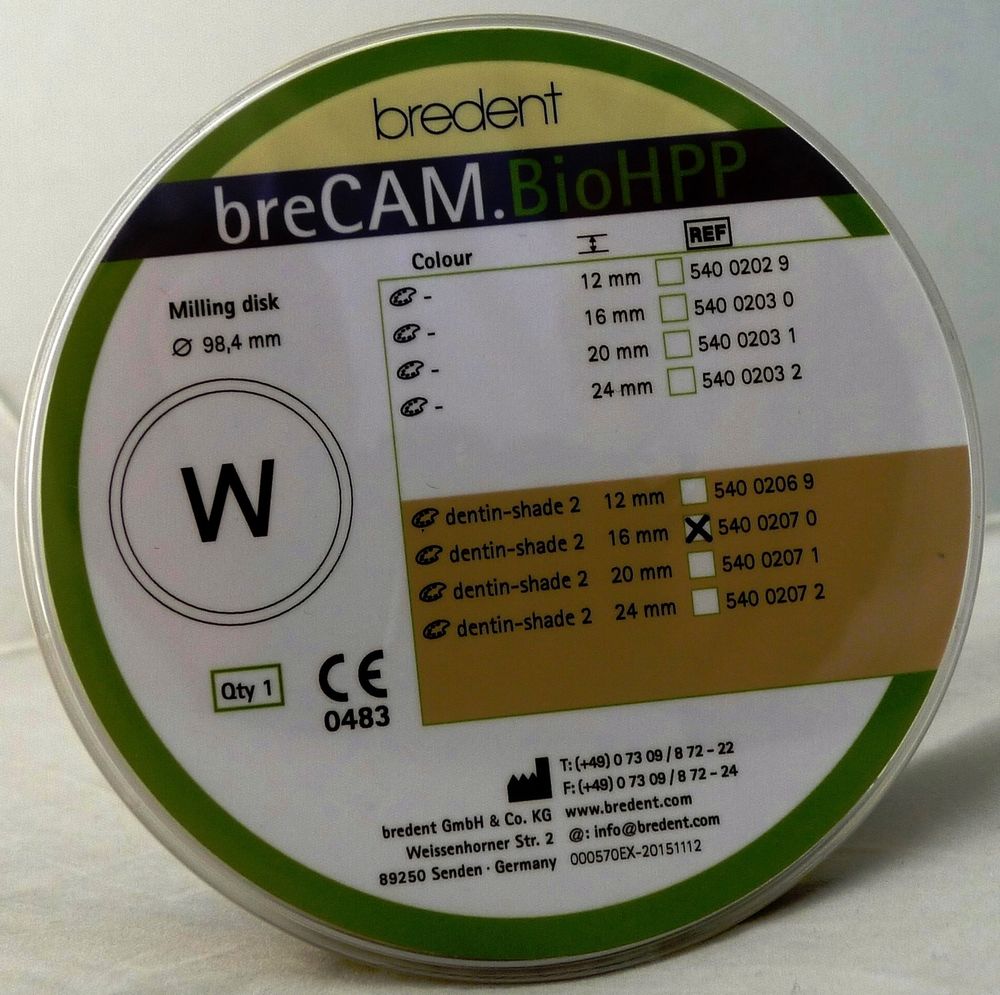 bredent
breCAM.BioHPP
Milling disk
Ø 98,4 mm
W
Qty 1
CE
0483
Colour REF
- 12 mm 540 0202 9
- 16 mm 540 0203 0
- 20 mm 540 0203 1
- 24 mm 540 0203 2
dentin-shade 2 12 mm 540 0206 9
dentin-shade 2 16 mm X 540 0207 0
dentin-shade 2 20 mm 540 0207 1
dentin-shade 2 24 mm 540 0207 2
bredent GmbH & Co. KG
Weissenhorner Str. 2
89250 Senden · Germany
T: (+49) 0 73 09 / 8 72 - 22
F: (+49) 0 73 09 / 8 72 - 24
www.bredent.com
@: info@bredent.com
000570EX-20151112